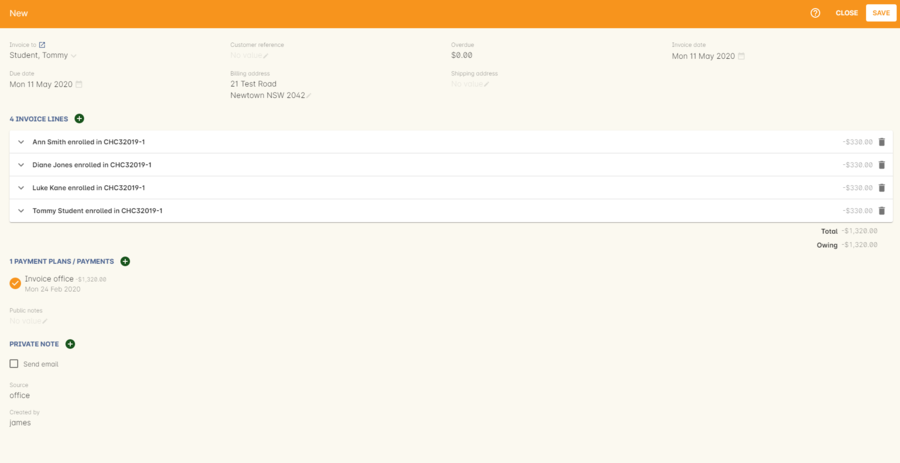 New
CLOSE
SAVE
Invoice to
Student, Tommy
Customer reference
No value
Overdue
$0.00
Invoice date
Mon 11 May 2020
Due date
Mon 11 May 2020
Billing address
21 Test Road
Newtown NSW 2042
Shipping address
No value
4 INVOICE LINES
Ann Smith enrolled in CHC32019-1 -$330.00
Diane Jones enrolled in CHC32019-1 -$330.00
Luke Kane enrolled in CHC32019-1 -$330.00
Tommy Student enrolled in CHC32019-1 -$330.00
Total -$1,320.00
Owing -$1,320.00
1 PAYMENT PLANS / PAYMENTS
Invoice office -$1,320.00
Mon 24 Feb 2020
Public notes
No value
PRIVATE NOTE
Send email
Source
office
Created by
james